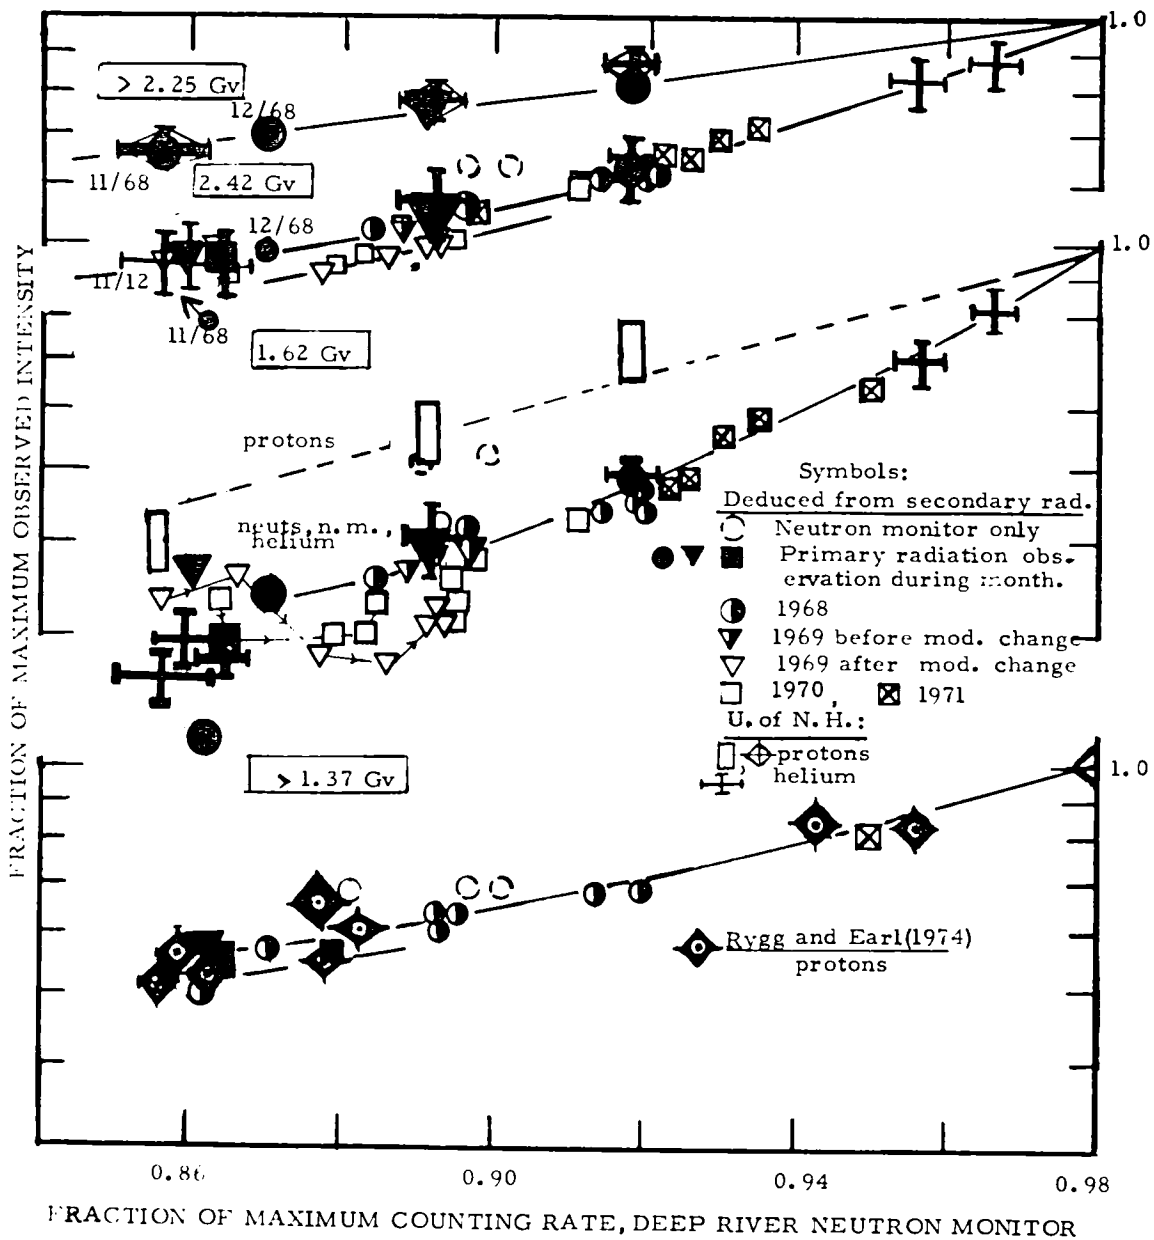 1.0
> 2.25 Gv
12/68
11/68
2.42 Gv
12/68
11/12
11/68
1.62 Gv
1.0
protons
neuts, n.m.,
helium
Symbols:
Deduced from secondary rad.
Neutron monitor only
Primary radiation obs-
ervation during month.
1968
1969 before mod. change
1969 after mod. change
1970, 1971
U. of N.H.:
protons
helium
> 1.37 Gv
1.0
Rygg and Earl(1974)
protons
0.86 0.90 0.94 0.98
FRACTION OF MAXIMUM COUNTING RATE, DEEP RIVER NEUTRON MONITOR
FRACTION OF MAXIMUM OBSERVED INTENSITY